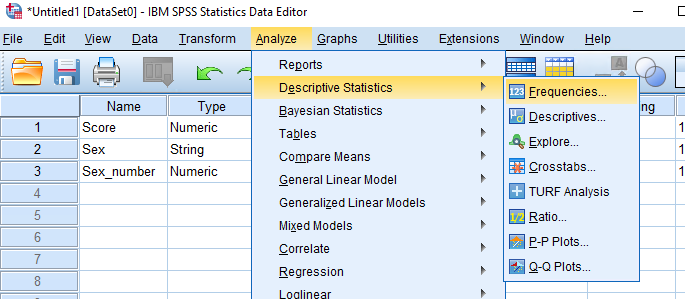 *Untitled1 [DataSet0] - IBM SPSS Statistics Data Editor
File Edit View Data Transform Analyze Graphs Utilities Extensions Window Help
Reports
Descriptive Statistics
Bayesian Statistics
Tables
Compare Means
General Linear Model
Generalized Linear Models
Mixed Models
Correlate
Regression
Loglinear
123 Frequencies...
Descriptives...
Explore...
Crosstabs...
TURF Analysis
1/2 Ratio...
P-P Plots...
Q-Q Plots...
Name Type
1 Score Numeric
2 Sex String
3 Sex_number Numeric
4
5
6
7
8